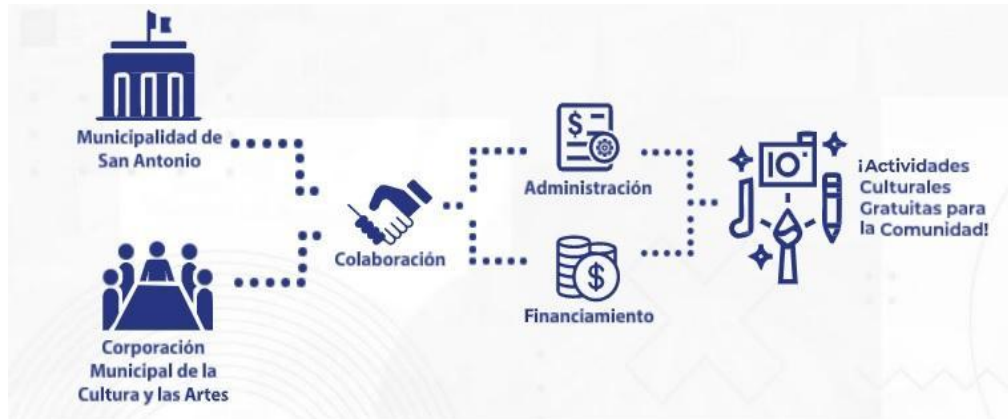 Municipalidad de
San Antonio
Corporación
Municipal de la
Cultura y las Artes
Colaboración
$
Administración
$
Financiamiento
¡Actividades
Culturales
Gratuitas para
la Comunidad!